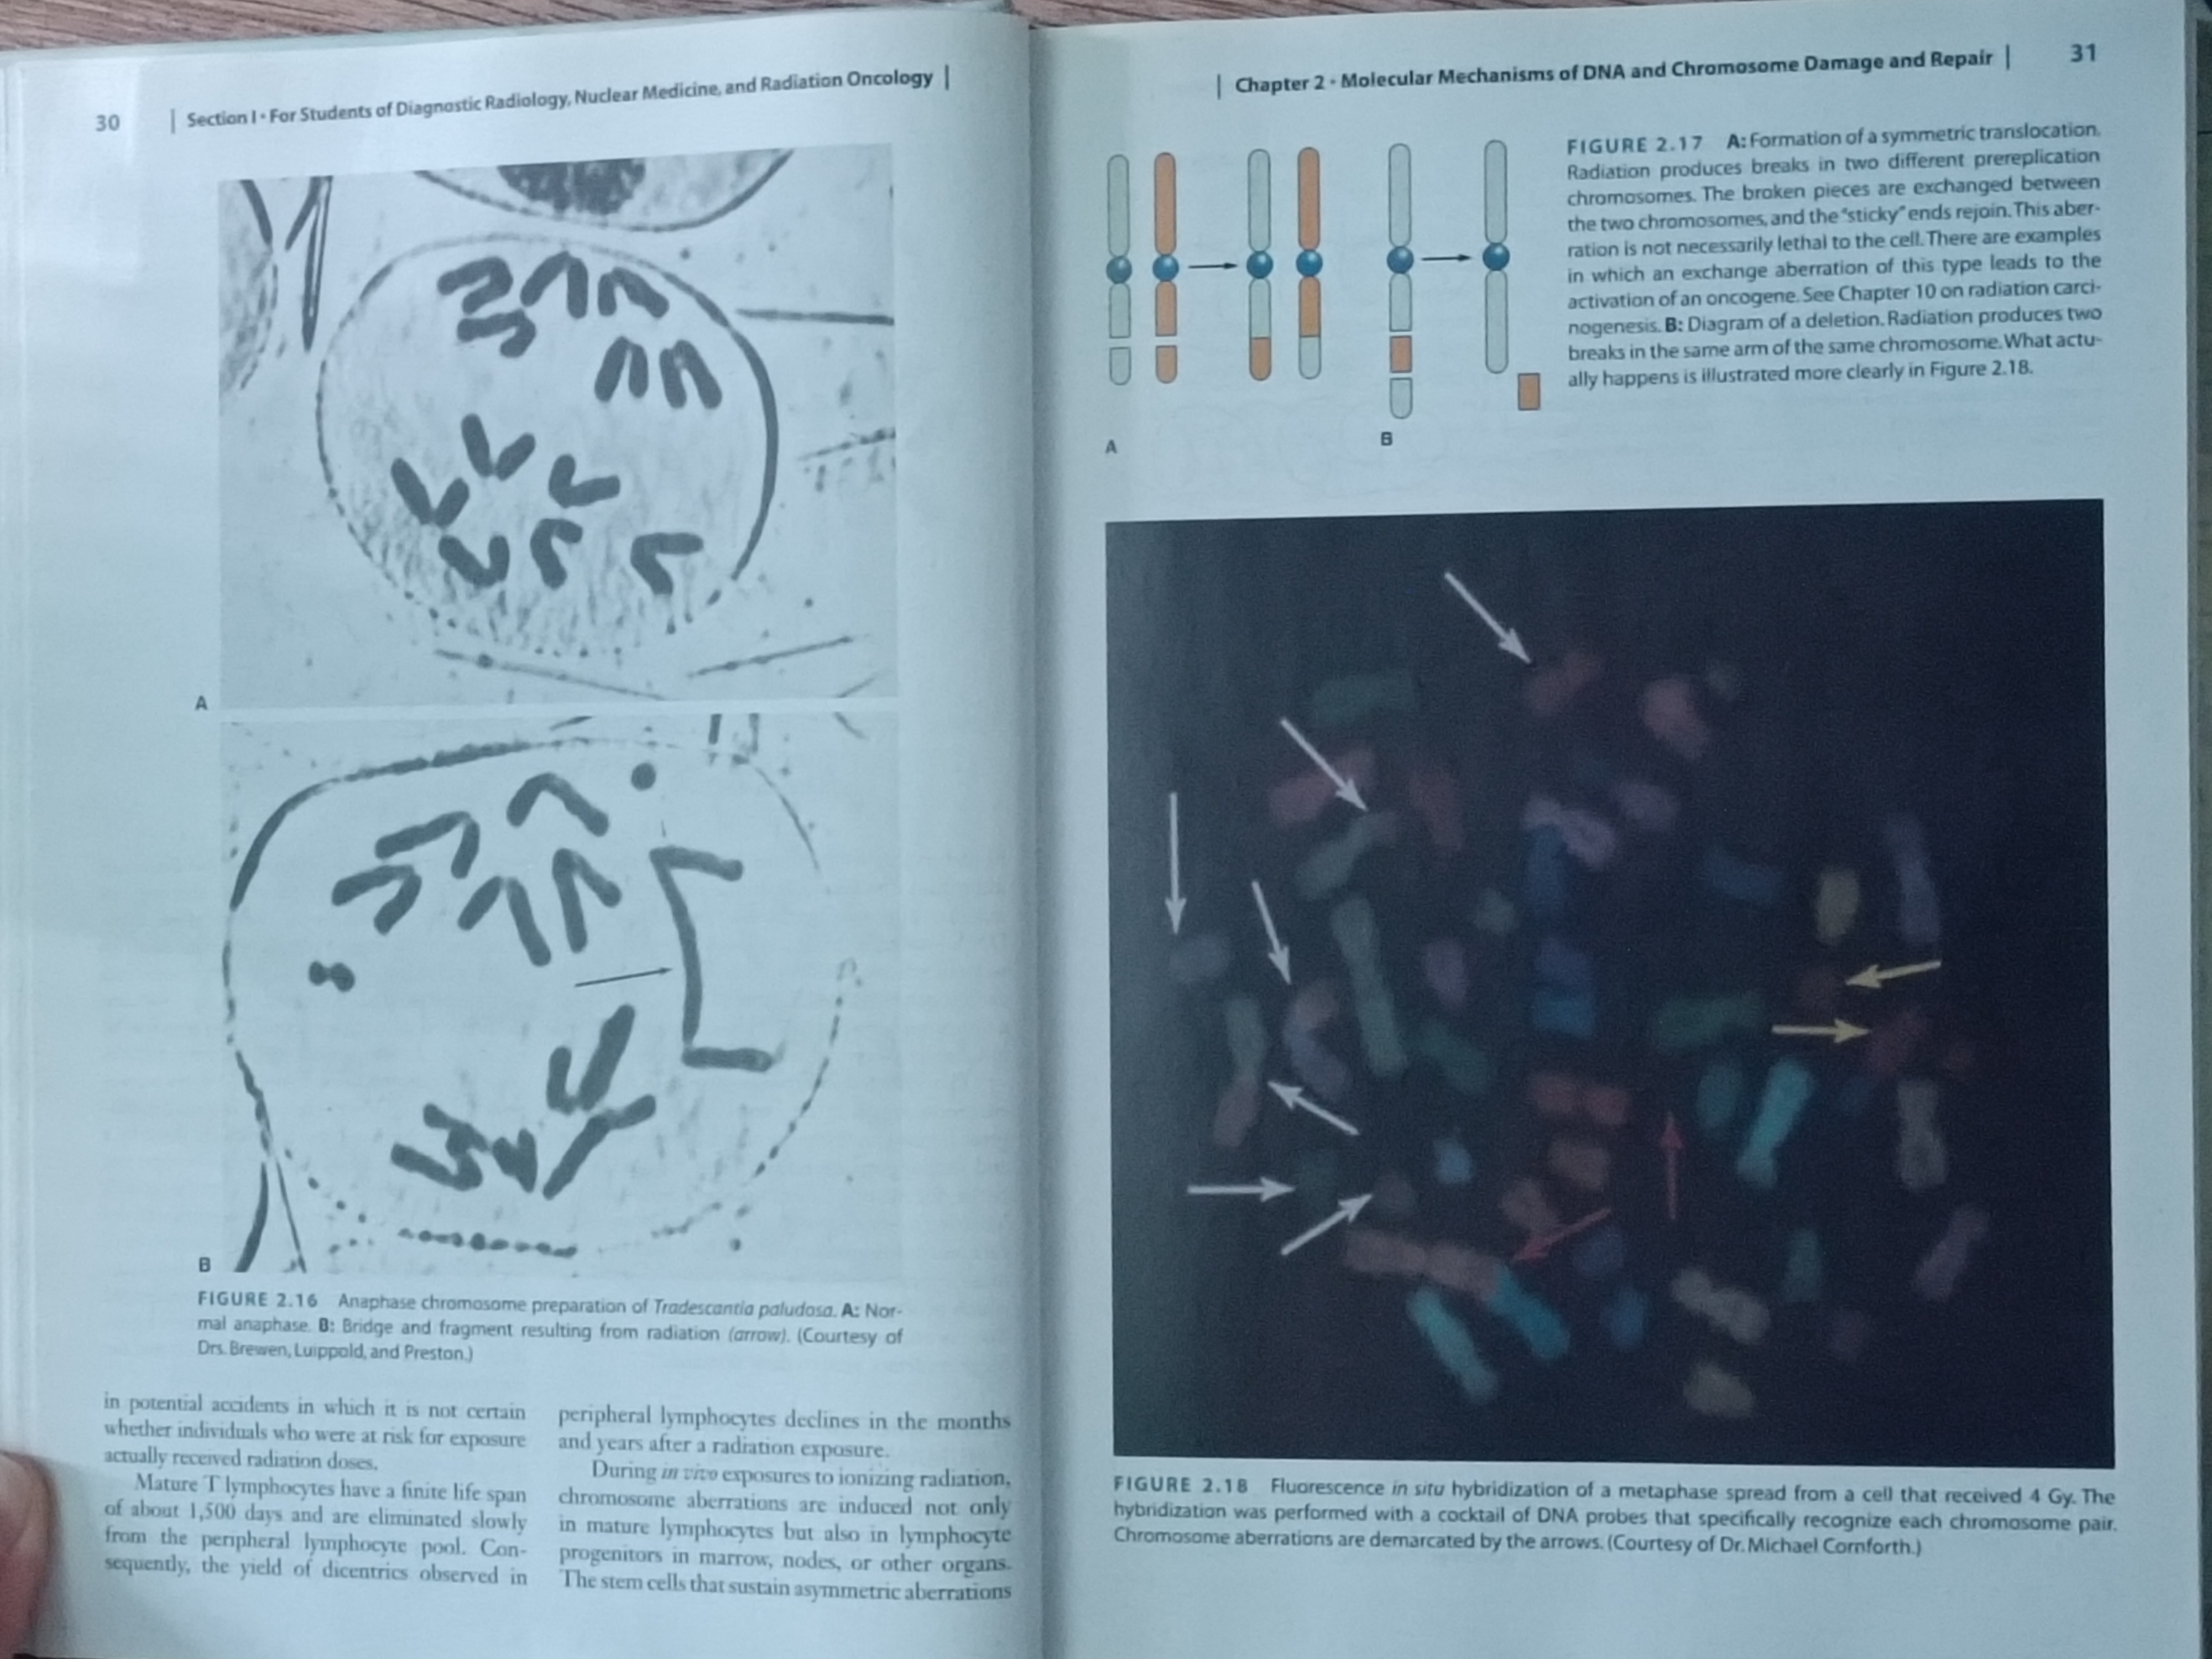 30 | Section I • For Students of Diagnostic Radiology, Nuclear Medicine, and Radiation Oncology |
A
B
FIGURE 2.16 Anaphase chromosome preparation of Tradescantia paludosa. A: Nor-
mal anaphase. B: Bridge and fragment resulting from radiation (arrow). (Courtesy of
Drs. Brewen, Luippold, and Preston.)
in potential accidents in which it is not certain
whether individuals who were at risk for exposure
actually received radiation doses.
Mature T lymphocytes have a finite life span
of about 1,500 days and are eliminated slowly
from the peripheral lymphocyte pool. Con-
sequently, the yield of dicentrics observed in
peripheral lymphocytes declines in the months
and years after a radiation exposure.
During in vivo exposures to ionizing radiation,
chromosome aberrations are induced not only
in mature lymphocytes but also in lymphocyte
progenitors in marrow, nodes, or other organs.
The stem cells that sustain asymmetric aberrations
| Chapter 2 • Molecular Mechanisms of DNA and Chromosome Damage and Repair | 31
A
B
FIGURE 2.17 A: Formation of a symmetric translocation.
Radiation produces breaks in two different prereplication
chromosomes. The broken pieces are exchanged between
the two chromosomes, and the "sticky" ends rejoin. This aber-
ration is not necessarily lethal to the cell. There are examples
in which an exchange aberration of this type leads to the
activation of an oncogene. See Chapter 10 on radiation carci-
nogenesis. B: Diagram of a deletion. Radiation produces two
breaks in the same arm of the same chromosome. What actu-
ally happens is illustrated more clearly in Figure 2.18.
FIGURE 2.18 Fluorescence in situ hybridization of a metaphase spread from a cell that received 4 Gy. The
hybridization was performed with a cocktail of DNA probes that specifically recognize each chromosome pair.
Chromosome aberrations are demarcated by the arrows. (Courtesy of Dr. Michael Cornforth.)